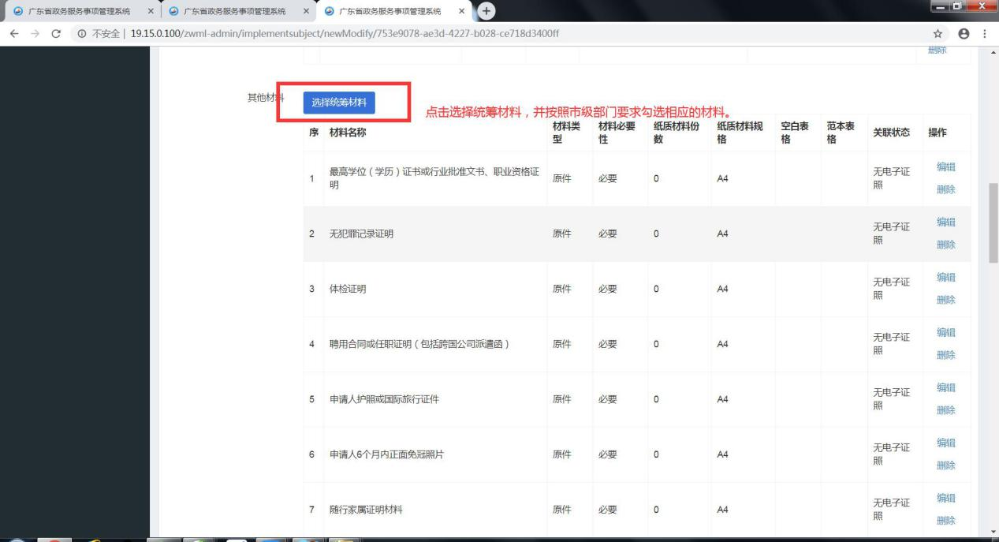 广东省政务服务事项管理系统 广东省政务服务事项管理系统 广东省政务服务事项管理系统
不安全 | 19.15.0.100/zwml-admin/implementsubject/newModify/753e9078-ae3d-4227-b028-ce718d3400ff
删除
其他材料 选择统筹材料
点击选择统筹材料，并按照市级部门要求勾选相应的材料。
序 材料名称 材料类型 材料必要性 纸质材料份数 纸质材料规格 空白表格 范本表格 关联状态 操作
1 最高学位（学历）证书或行业批准文书、职业资格证明 原件 必要 0 A4 无电子证照 编辑 删除
2 无犯罪记录证明 原件 必要 0 A4 无电子证照 编辑 删除
3 体检证明 原件 必要 0 A4 无电子证照 编辑 删除
4 聘用合同或任职证明（包括跨国公司派遣函） 原件 必要 0 A4 无电子证照 编辑 删除
5 申请人护照或国际旅行证件 原件 必要 0 A4 无电子证照 编辑 删除
6 申请人6个月内正面免冠照片 原件 必要 0 A4 无电子证照 编辑 删除
7 随行家属证明材料 原件 必要 0 A4 无电子证照 编辑 删除